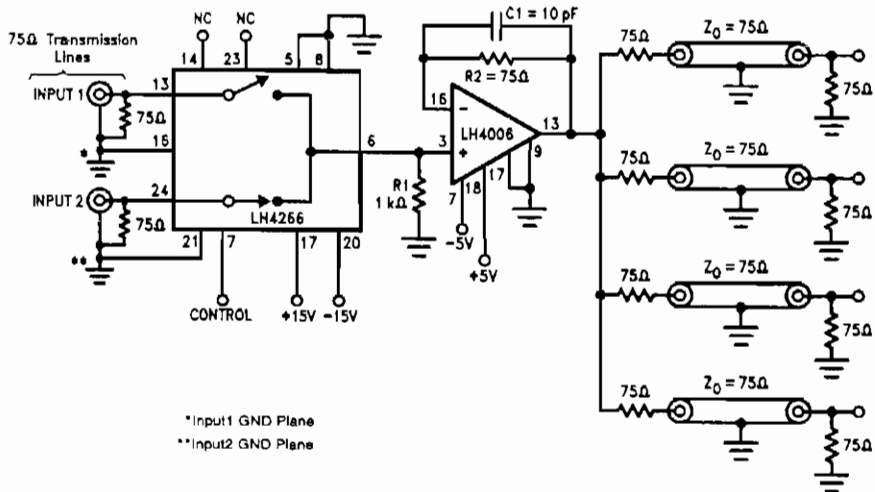 75Ω Transmission
Lines
INPUT 1
75Ω
*
INPUT 2
75Ω
**
NC
NC
14
23
5
8
13
15
24
21
7
17
20
6
LH4266
CONTROL
+15V
-15V
R1
1 kΩ
C1 = 10 pF
R2 = 75Ω
16
-
LH4006
3
+
13
7
18
17
9
-5V
+5V
75Ω
Z0 = 75Ω
75Ω
75Ω
Z0 = 75Ω
75Ω
75Ω
Z0 = 75Ω
75Ω
75Ω
Z0 = 75Ω
75Ω
*Input1 GND Plane
**Input2 GND Plane